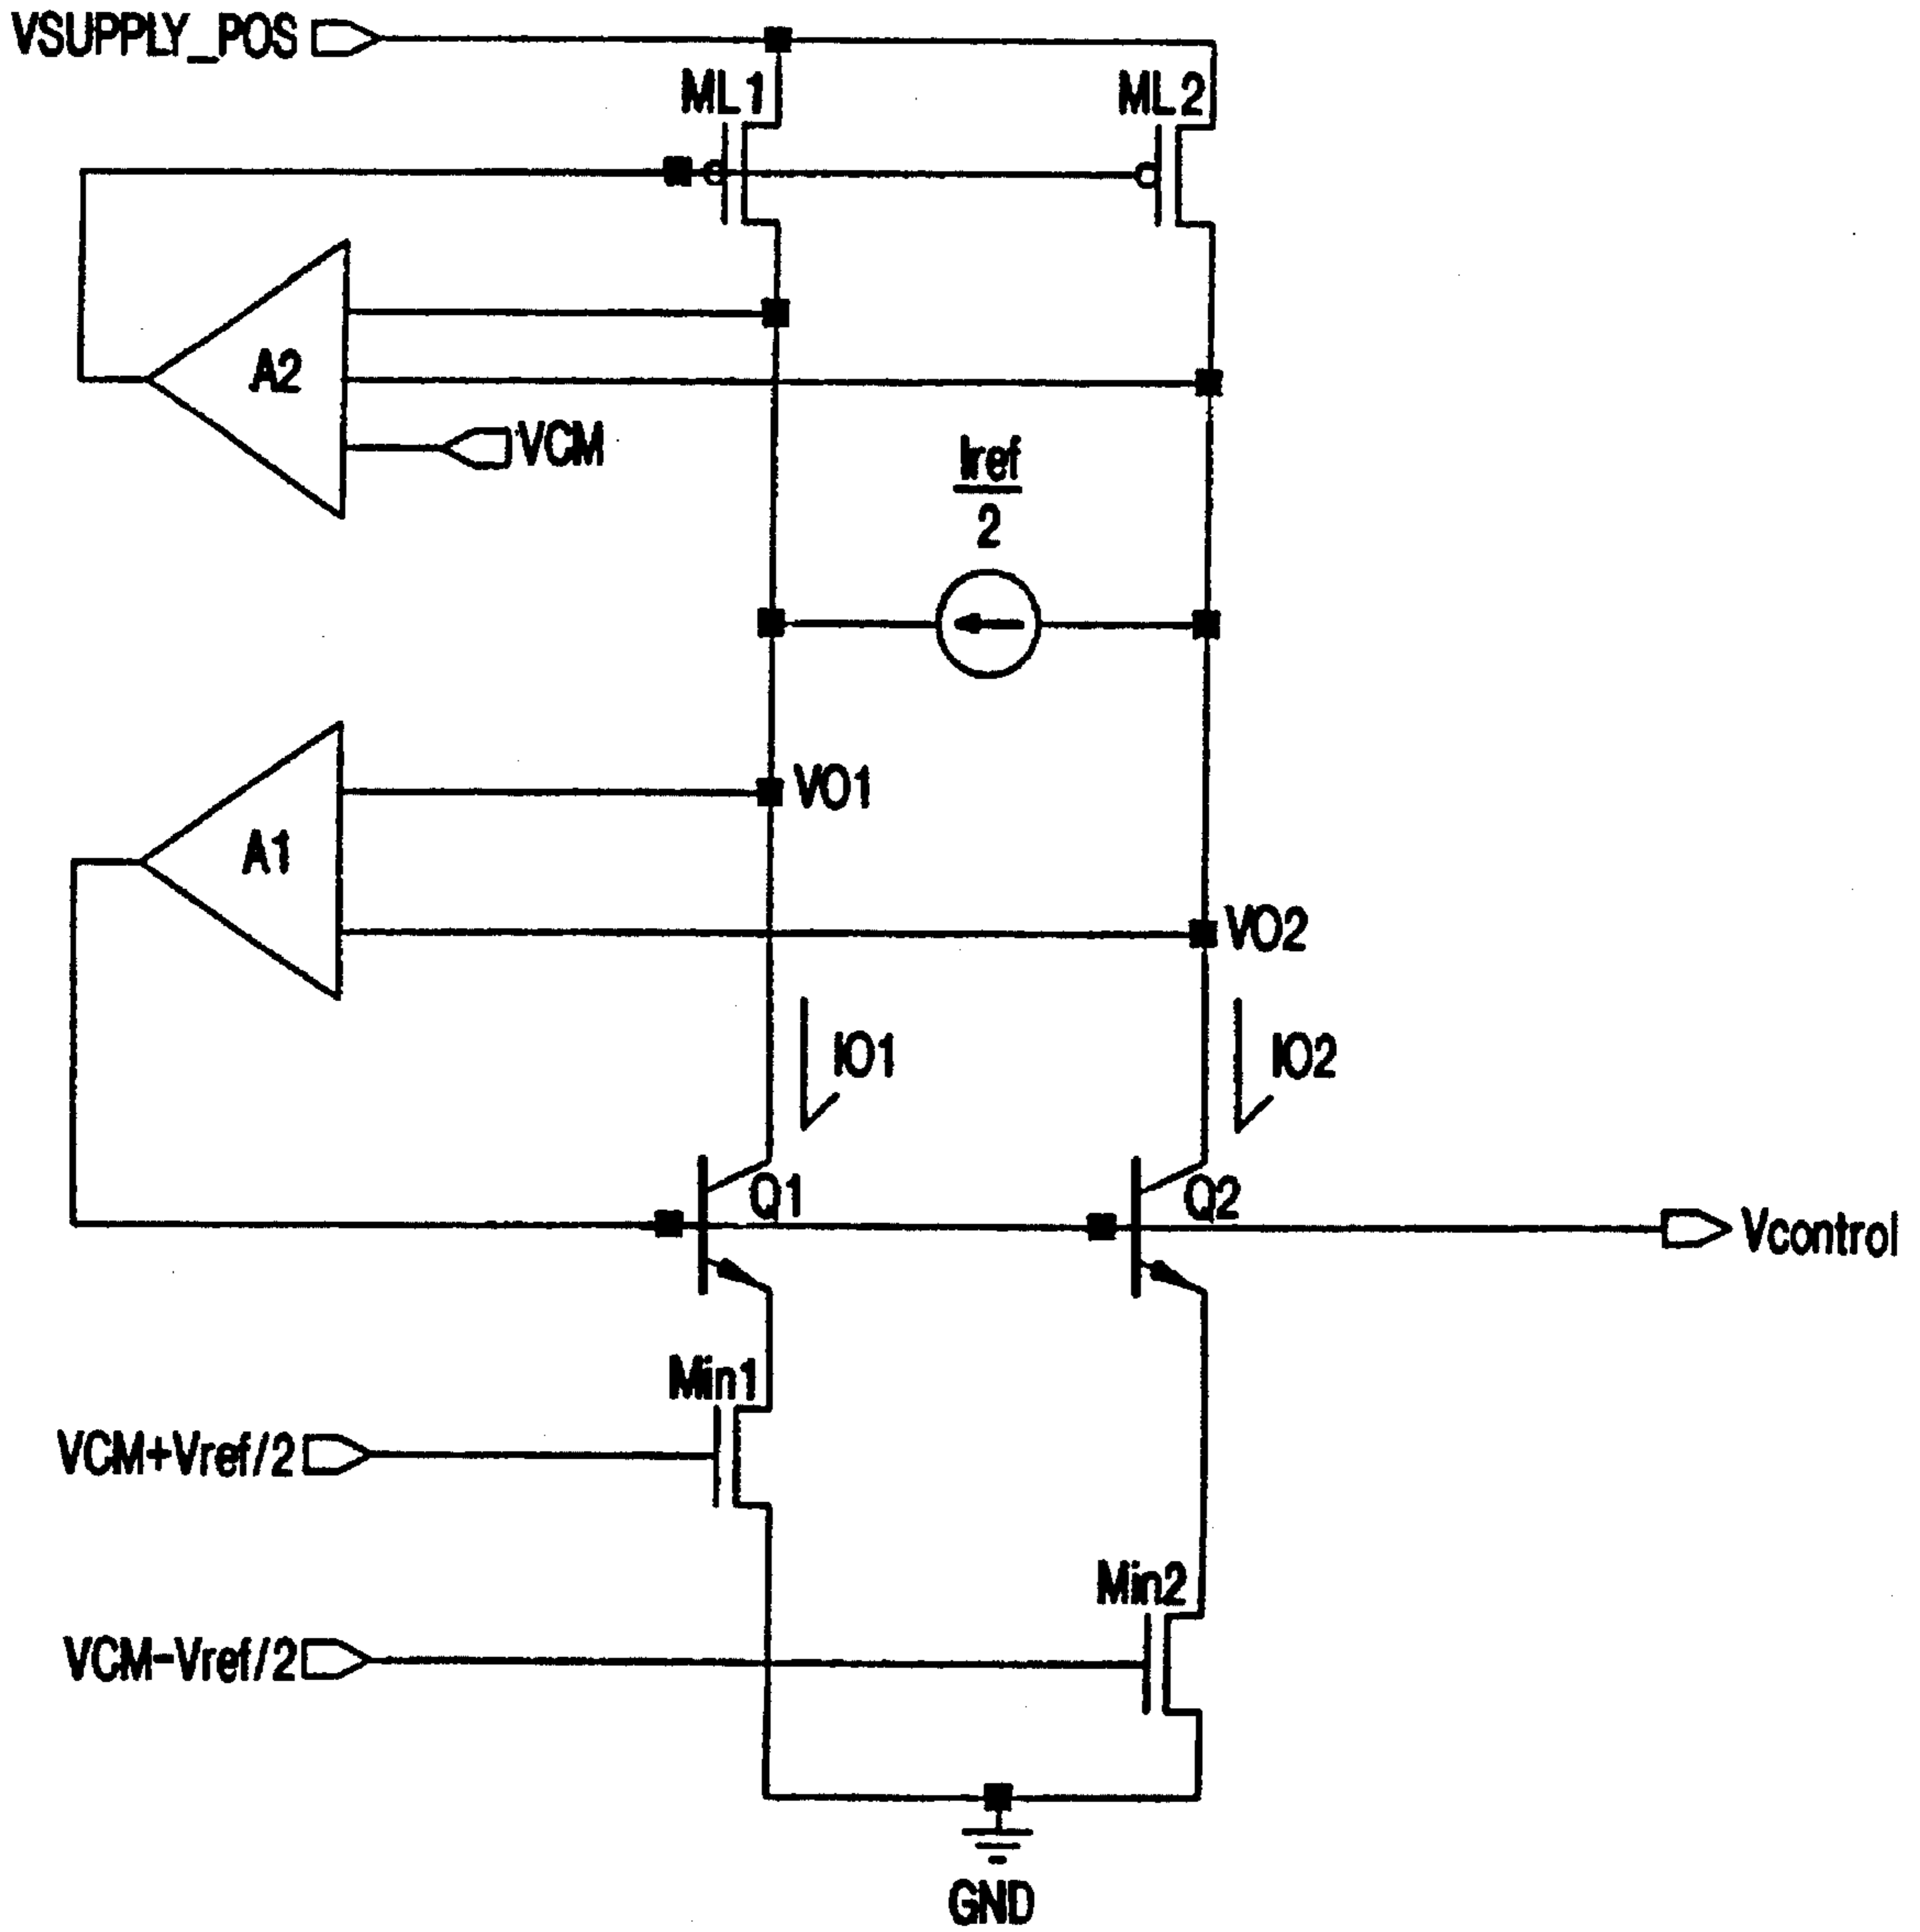 VSUPPLY_POS
ML1
ML2
A2
VCM
Iref
2
A1
VO1
VO2
IO1
IO2
Q1
Q2
Vcontrol
Min1
VCM+Vref/2
Min2
VCM-Vref/2
GND